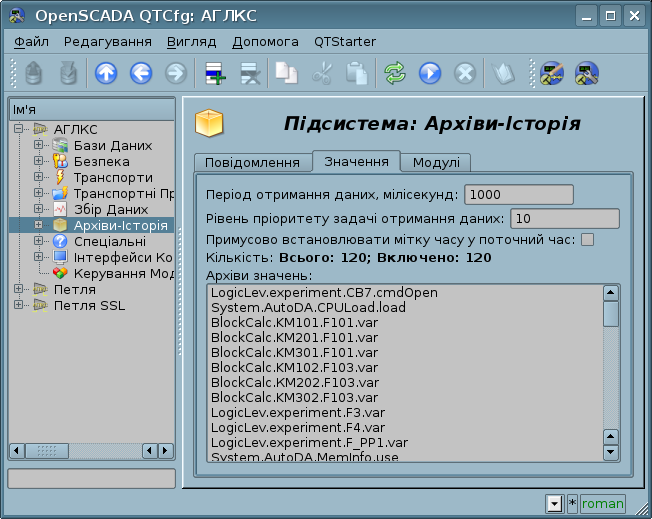 OpenSCADA QTCfg: АГЛКС
Файл Редагування Вигляд Допомога QTStarter
Ім'я
АГЛКС
Бази Даних
Безпека
Транспорти
Транспортні Пр
Збір Даних
Архіви-Історія
Спеціальні
Інтерфейси Ко
Керування Мод
Петля
Петля SSL
Підсистема: Архіви-Історія
Повідомлення Значення Модулі
Період отримання даних, мілісекунд: 1000
Рівень пріоритету задачі отримання даних: 10
Примусово встановлювати мітку часу у поточний час:
Кількість: Всього: 120; Включено: 120
Архіви значень:
LogicLev.experiment.CB7.cmdOpen
System.AutoDA.CPULoad.load
BlockCalc.KM101.F101.var
BlockCalc.KM201.F101.var
BlockCalc.KM301.F101.var
BlockCalc.KM102.F103.var
BlockCalc.KM202.F103.var
BlockCalc.KM302.F103.var
LogicLev.experiment.F3.var
LogicLev.experiment.F4.var
LogicLev.experiment.F_PP1.var
System.AutoDA.MemInfo.use
* roman